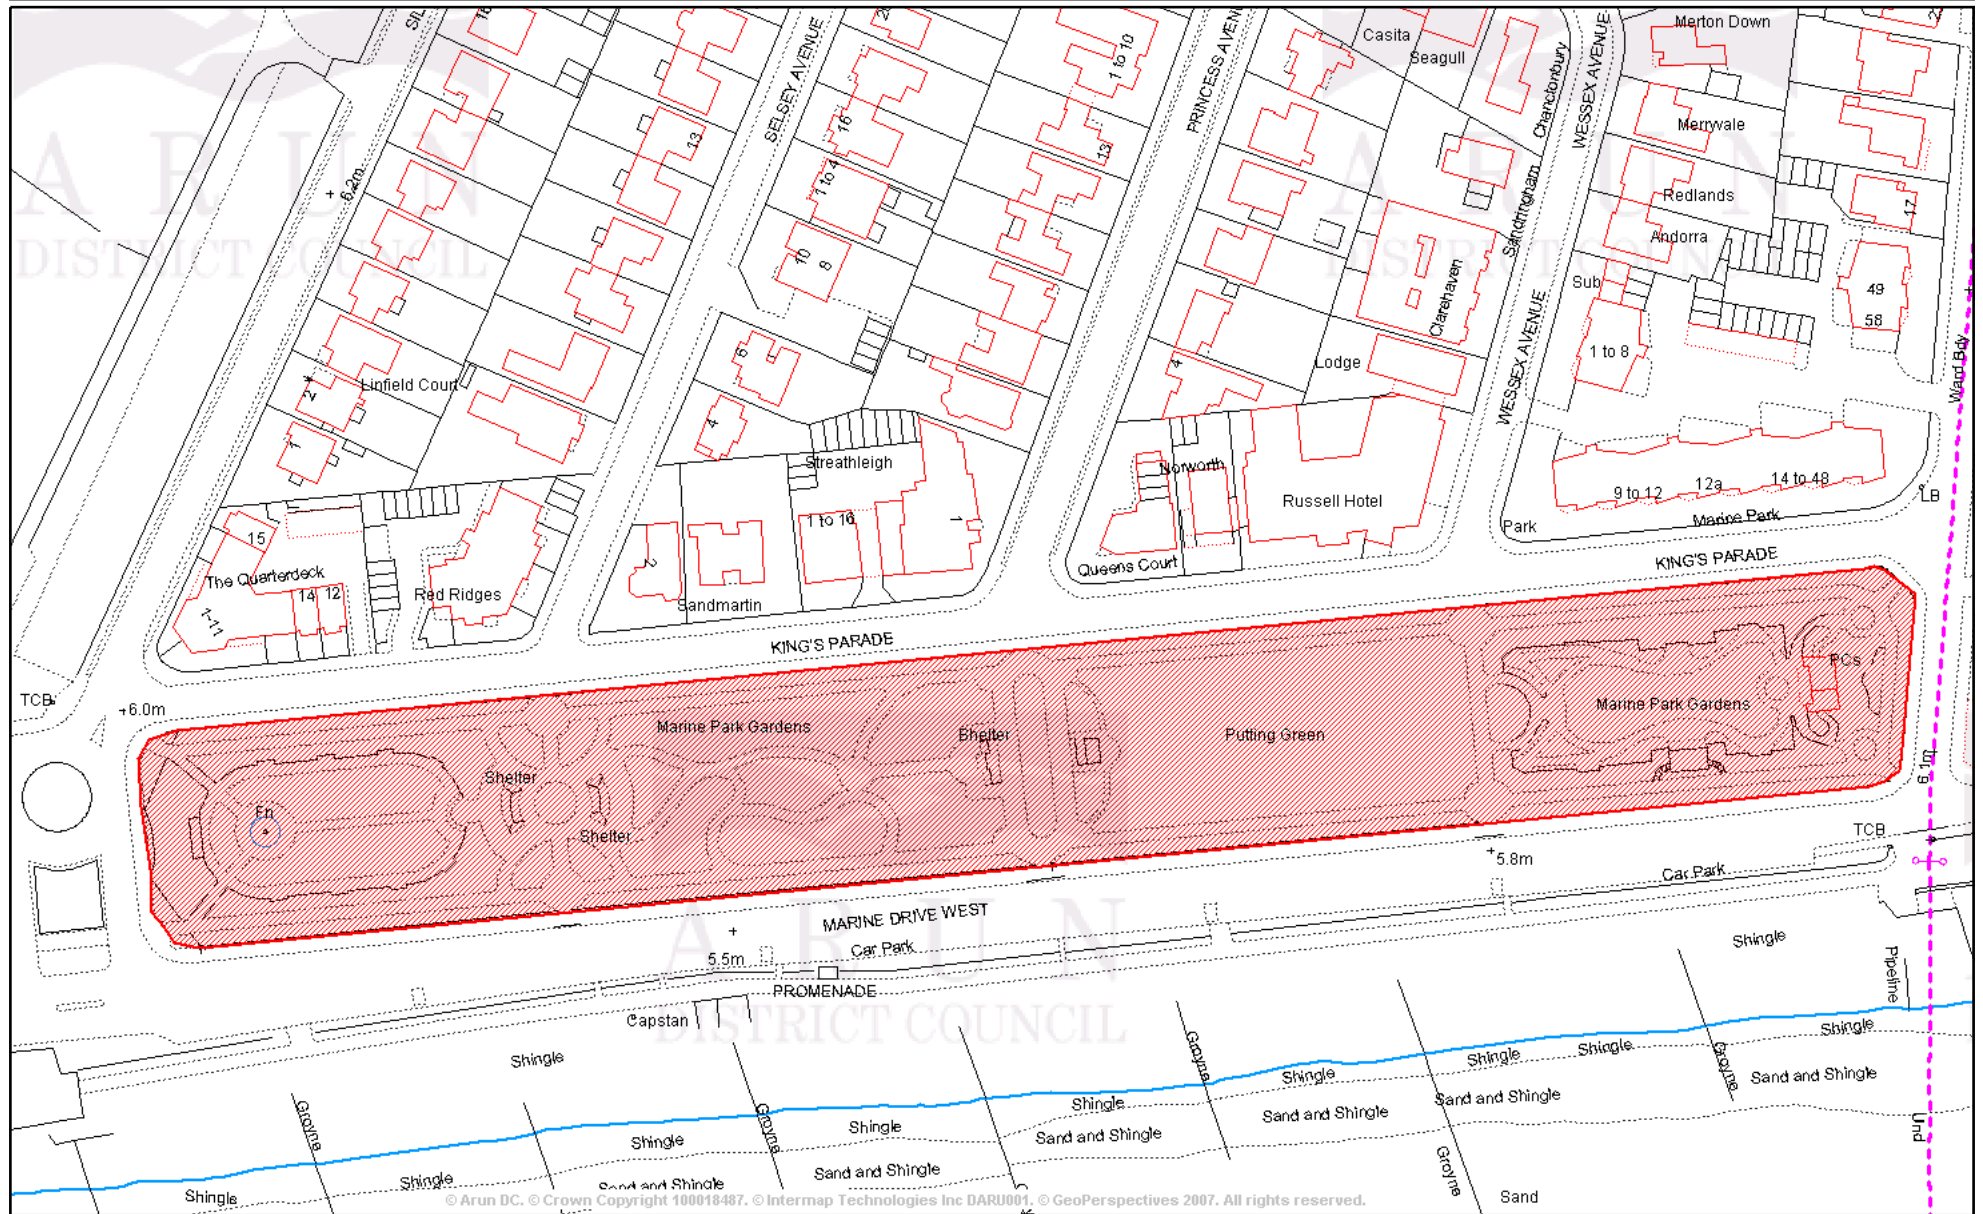 18
SELSEY AVENUE
1 to 10
PRINCESS AVEN
Casita
Seagull
Chanctonbury
WESSEX AVENUE
Merton Down
Merrywale
Redlands
Andorra
17
A R U N
DISTRICT COUNCIL
A R U N
DISTRICT COUNCIL
6.2m
13
16
1 to 4
10
8
13
Sandringham
Clarehaven
Sub
49
58
1 to 8
Ward Bdy
WESSEX AVENUE
Lodge
Linfield Court
2
1
6
4
4
Streathleigh
1 to 16
1
Norworth
Russell Hotel
Queens Court
9 to 12
12a
14 to 48
Marine Park
Park
LB
KING'S PARADE
15
The Quarterdeck
14
12
1-11
Red Ridges
2
Sandmartin
KING'S PARADE
TCB
6.0m
Marine Park Gardens
Shelter
Putting Green
Marine Park Gardens
PCs
Shelter
Fn
Shelter
6.1m
TCB
5.8m
Car Park
MARINE DRIVE WEST
Car Park
5.5m
PROMENADE
A R U N
DISTRICT COUNCIL
Capstan
Shingle
Pipeline
Shingle
Shingle
Groyne
Shingle
Shingle
Groyne
Shingle
Sand and Shingle
Groyne
Groyne
Shingle
Shingle
Shingle
Sand and Shingle
Sand and Shingle
Sand and Shingle
Und
Shingle
Shingle
Sand and Shingle
Sand and Shingle
Groyne
Sand
© Arun DC. © Crown Copyright 100018487. © Intermap Technologies Inc DARU001. © GeoPerspectives 2007. All rights reserved.